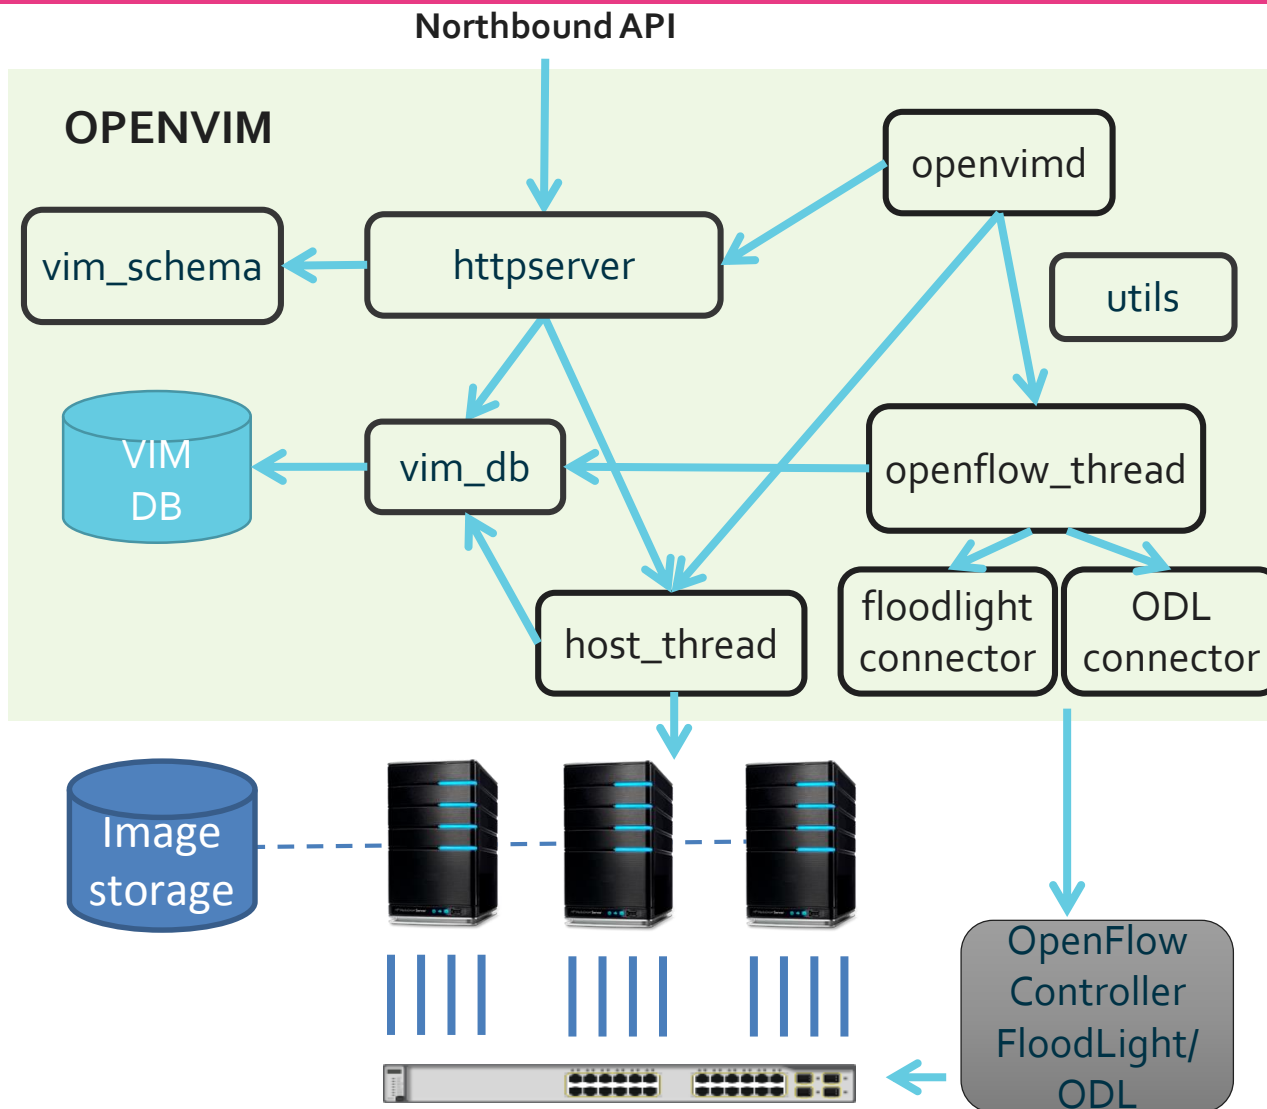 Northbound API
OPENVIM
openvimd
vim_schema
httpserver
utils
VIM
DB
vim_db
openflow_thread
host_thread
floodlight
connector
ODL
connector
Image
storage
OpenFlow
Controller
FloodLight/
ODL